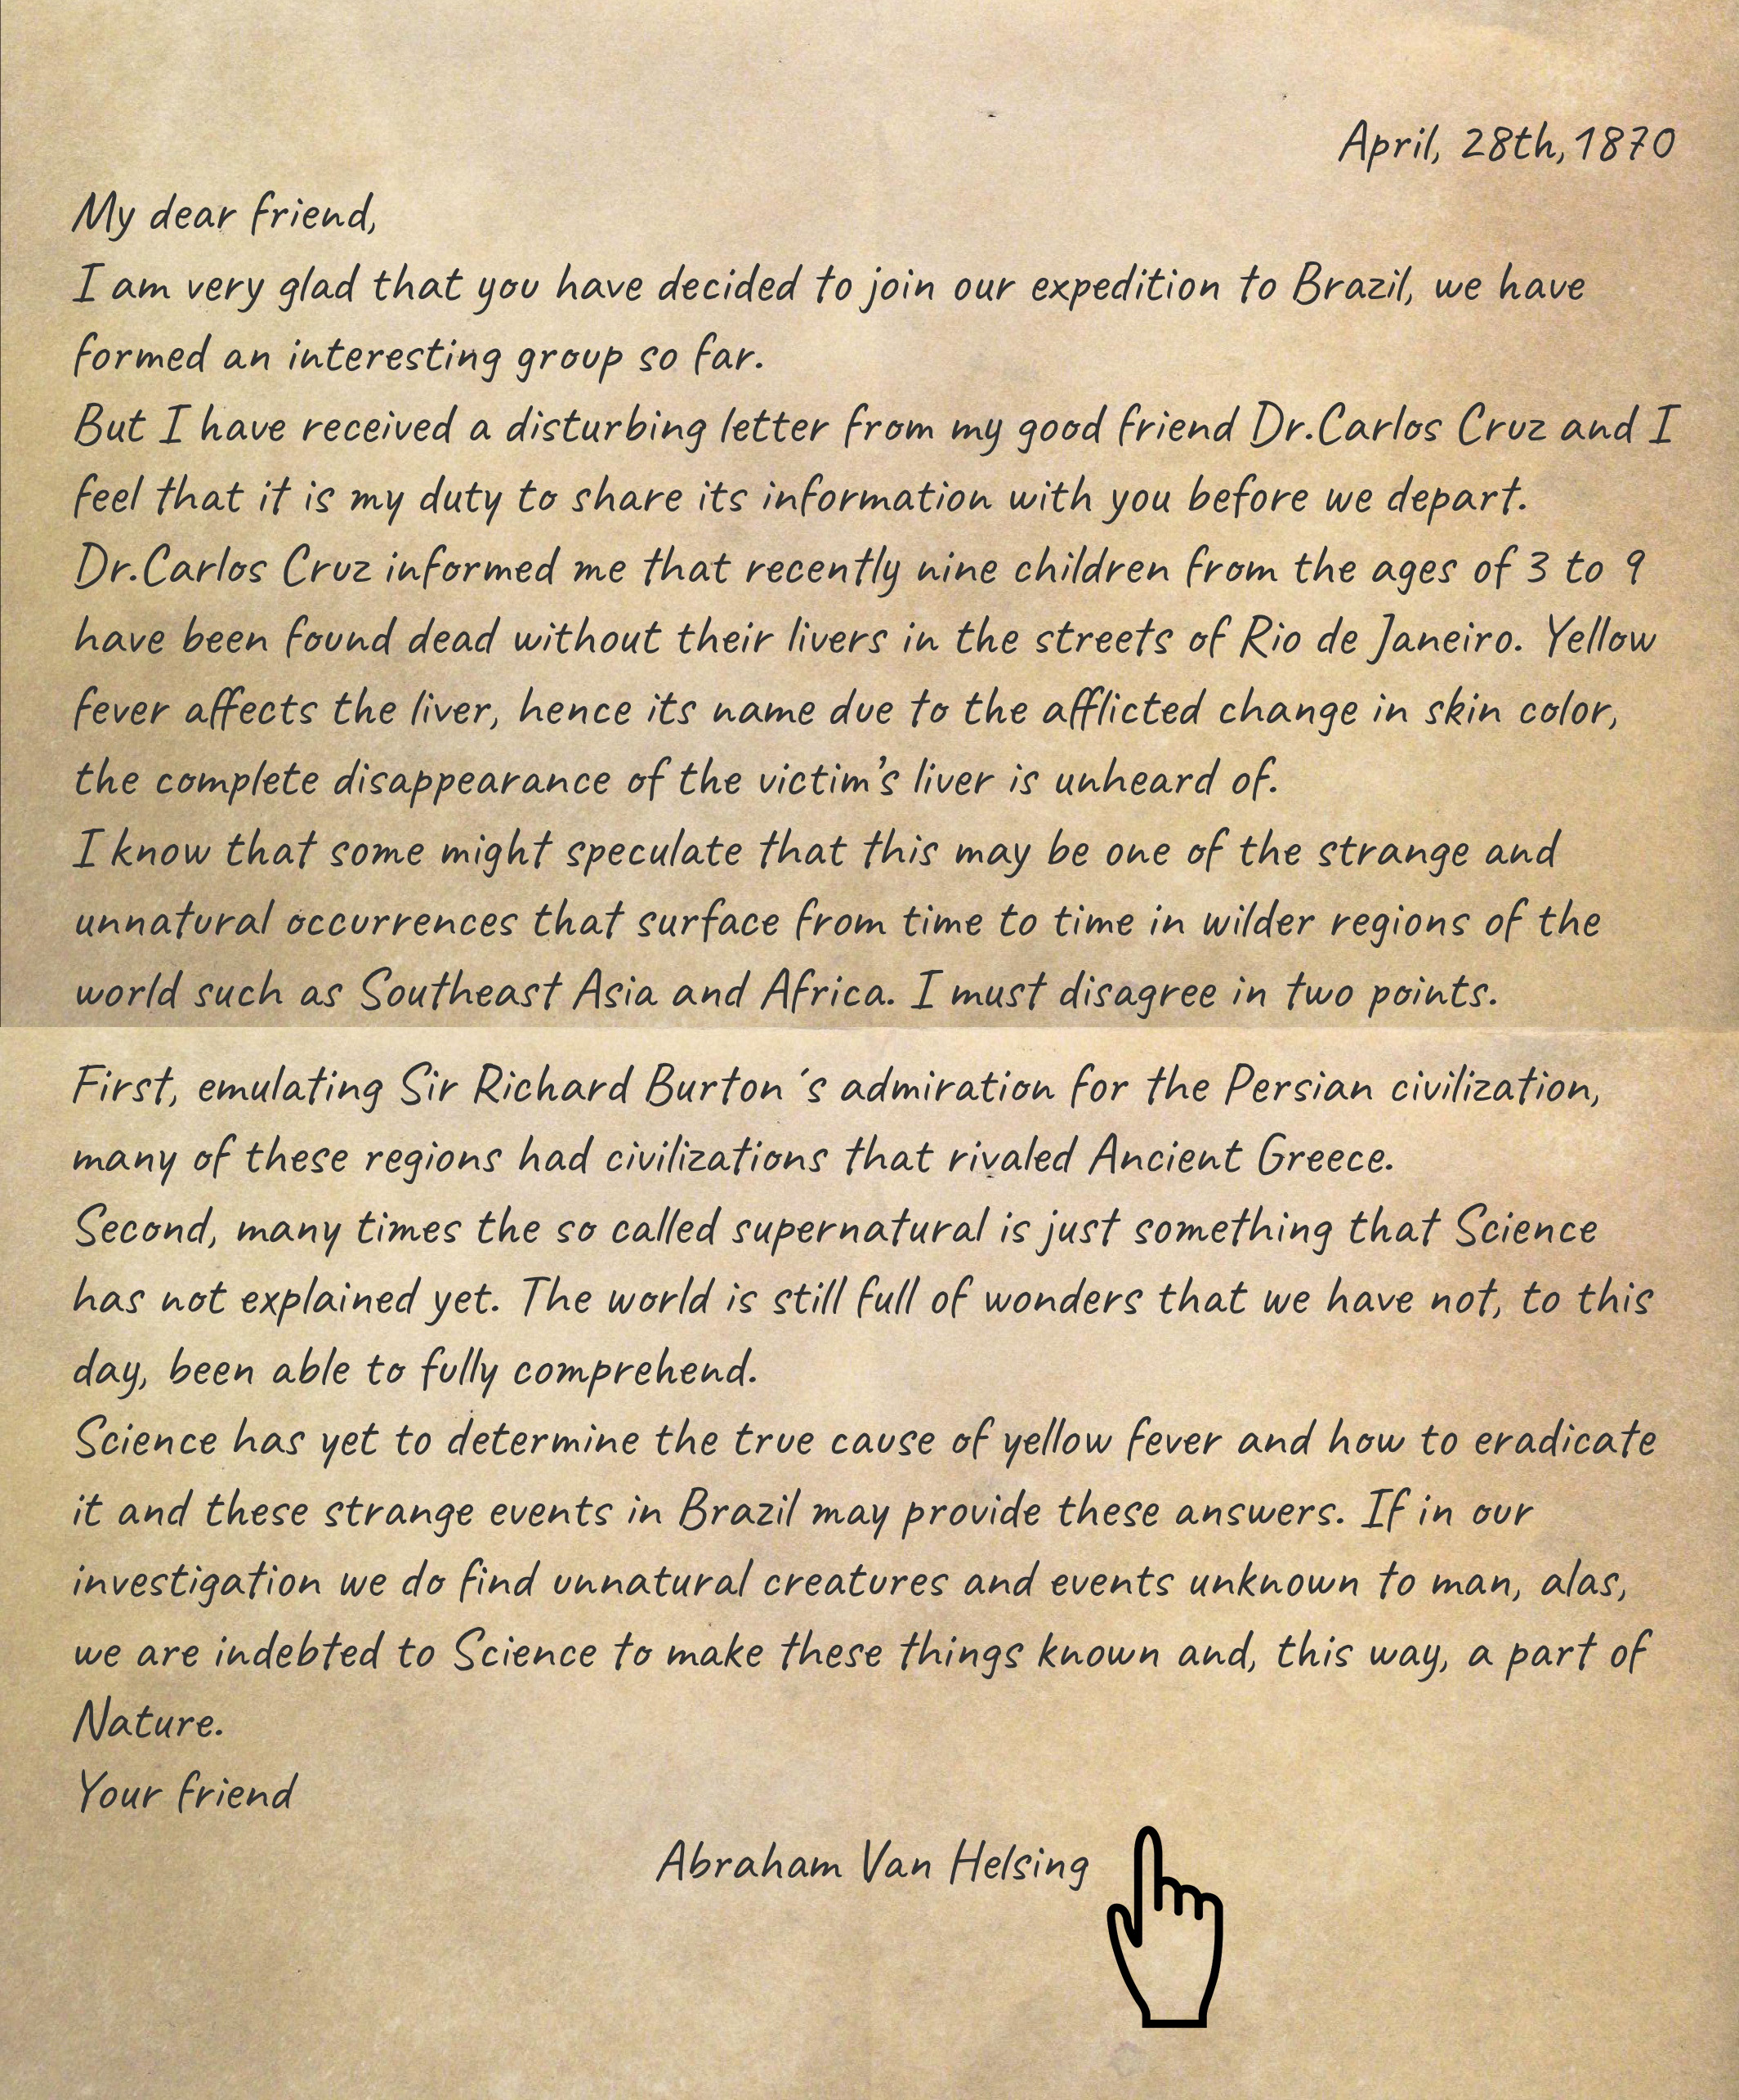 April, 28th,1870
My dear friend,
I am very glad that you have decided to join our expedition to Brazil, we have
formed an interesting group so far.
But I have received a disturbing letter from my good friend Dr.Carlos Cruz and I
feel that it is my duty to share its information with you before we depart.
Dr.Carlos Cruz informed me that recently nine children from the ages of 3 to 9
have been found dead without their livers in the streets of Rio de Janeiro. Yellow
fever affects the liver, hence its name due to the afflicted change in skin color,
the complete disappearance of the victim’s liver is unheard of.
I know that some might speculate that this may be one of the strange and
unnatural occurrences that surface from time to time in wilder regions of the
world such as Southeast Asia and Africa. I must disagree in two points.
First, emulating Sir Richard Burton´s admiration for the Persian civilization,
many of these regions had civilizations that rivaled Ancient Greece.
Second, many times the so called supernatural is just something that Science
has not explained yet. The world is still full of wonders that we have not, to this
day, been able to fully comprehend.
Science has yet to determine the true cause of yellow fever and how to eradicate
it and these strange events in Brazil may provide these answers. If in our
investigation we do find unnatural creatures and events unknown to man, alas,
we are indebted to Science to make these things known and, this way, a part of
Nature.
Your friend
Abraham Van Helsing